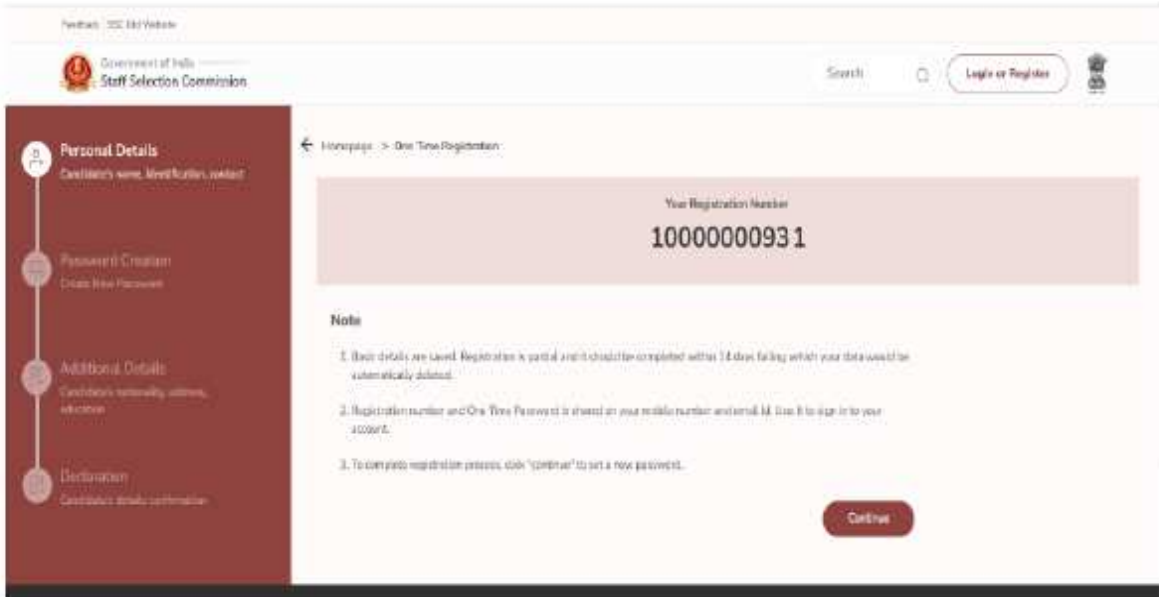 Feedback SSC Old Website
Government of India
Staff Selection Commission
Search
Login or Register
Personal Details
Candidate's name, Identification, contact
Password Creation
Create New Password
Additional Details
Candidate's nationality, address,
education
Declaration
Candidate's details confirmation
Homepage > One Time Registration
Your Registration Number
10000000931
Note
1. Basic details are saved. Registration is partial and it should be completed within 14 days failing which your data would be
automatically deleted.
2. Registration number and One Time Password is shared on your mobile number and email id. Use it to sign in to your
account.
3. To complete registration process, click "continue" to set a new password.
Continue